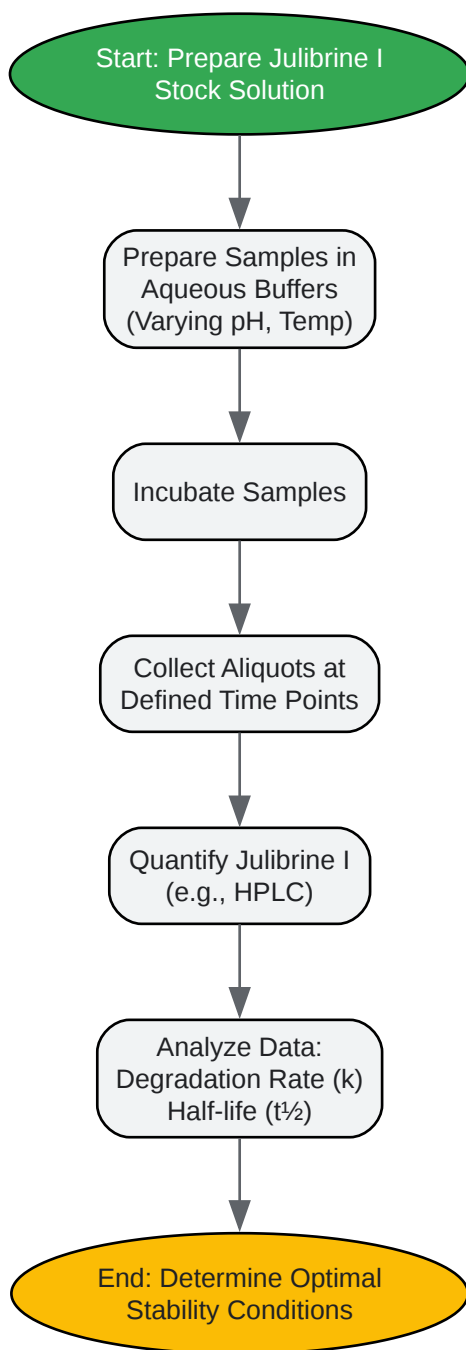 Start: Prepare Julibrine I
Stock Solution
Prepare Samples in
Aqueous Buffers
(Varying pH, Temp)
Incubate Samples
Collect Aliquots at
Defined Time Points
Quantify Julibrine I
(e.g., HPLC)
Analyze Data:
Degradation Rate (k)
Half-life (t½)
End: Determine Optimal
Stability Conditions